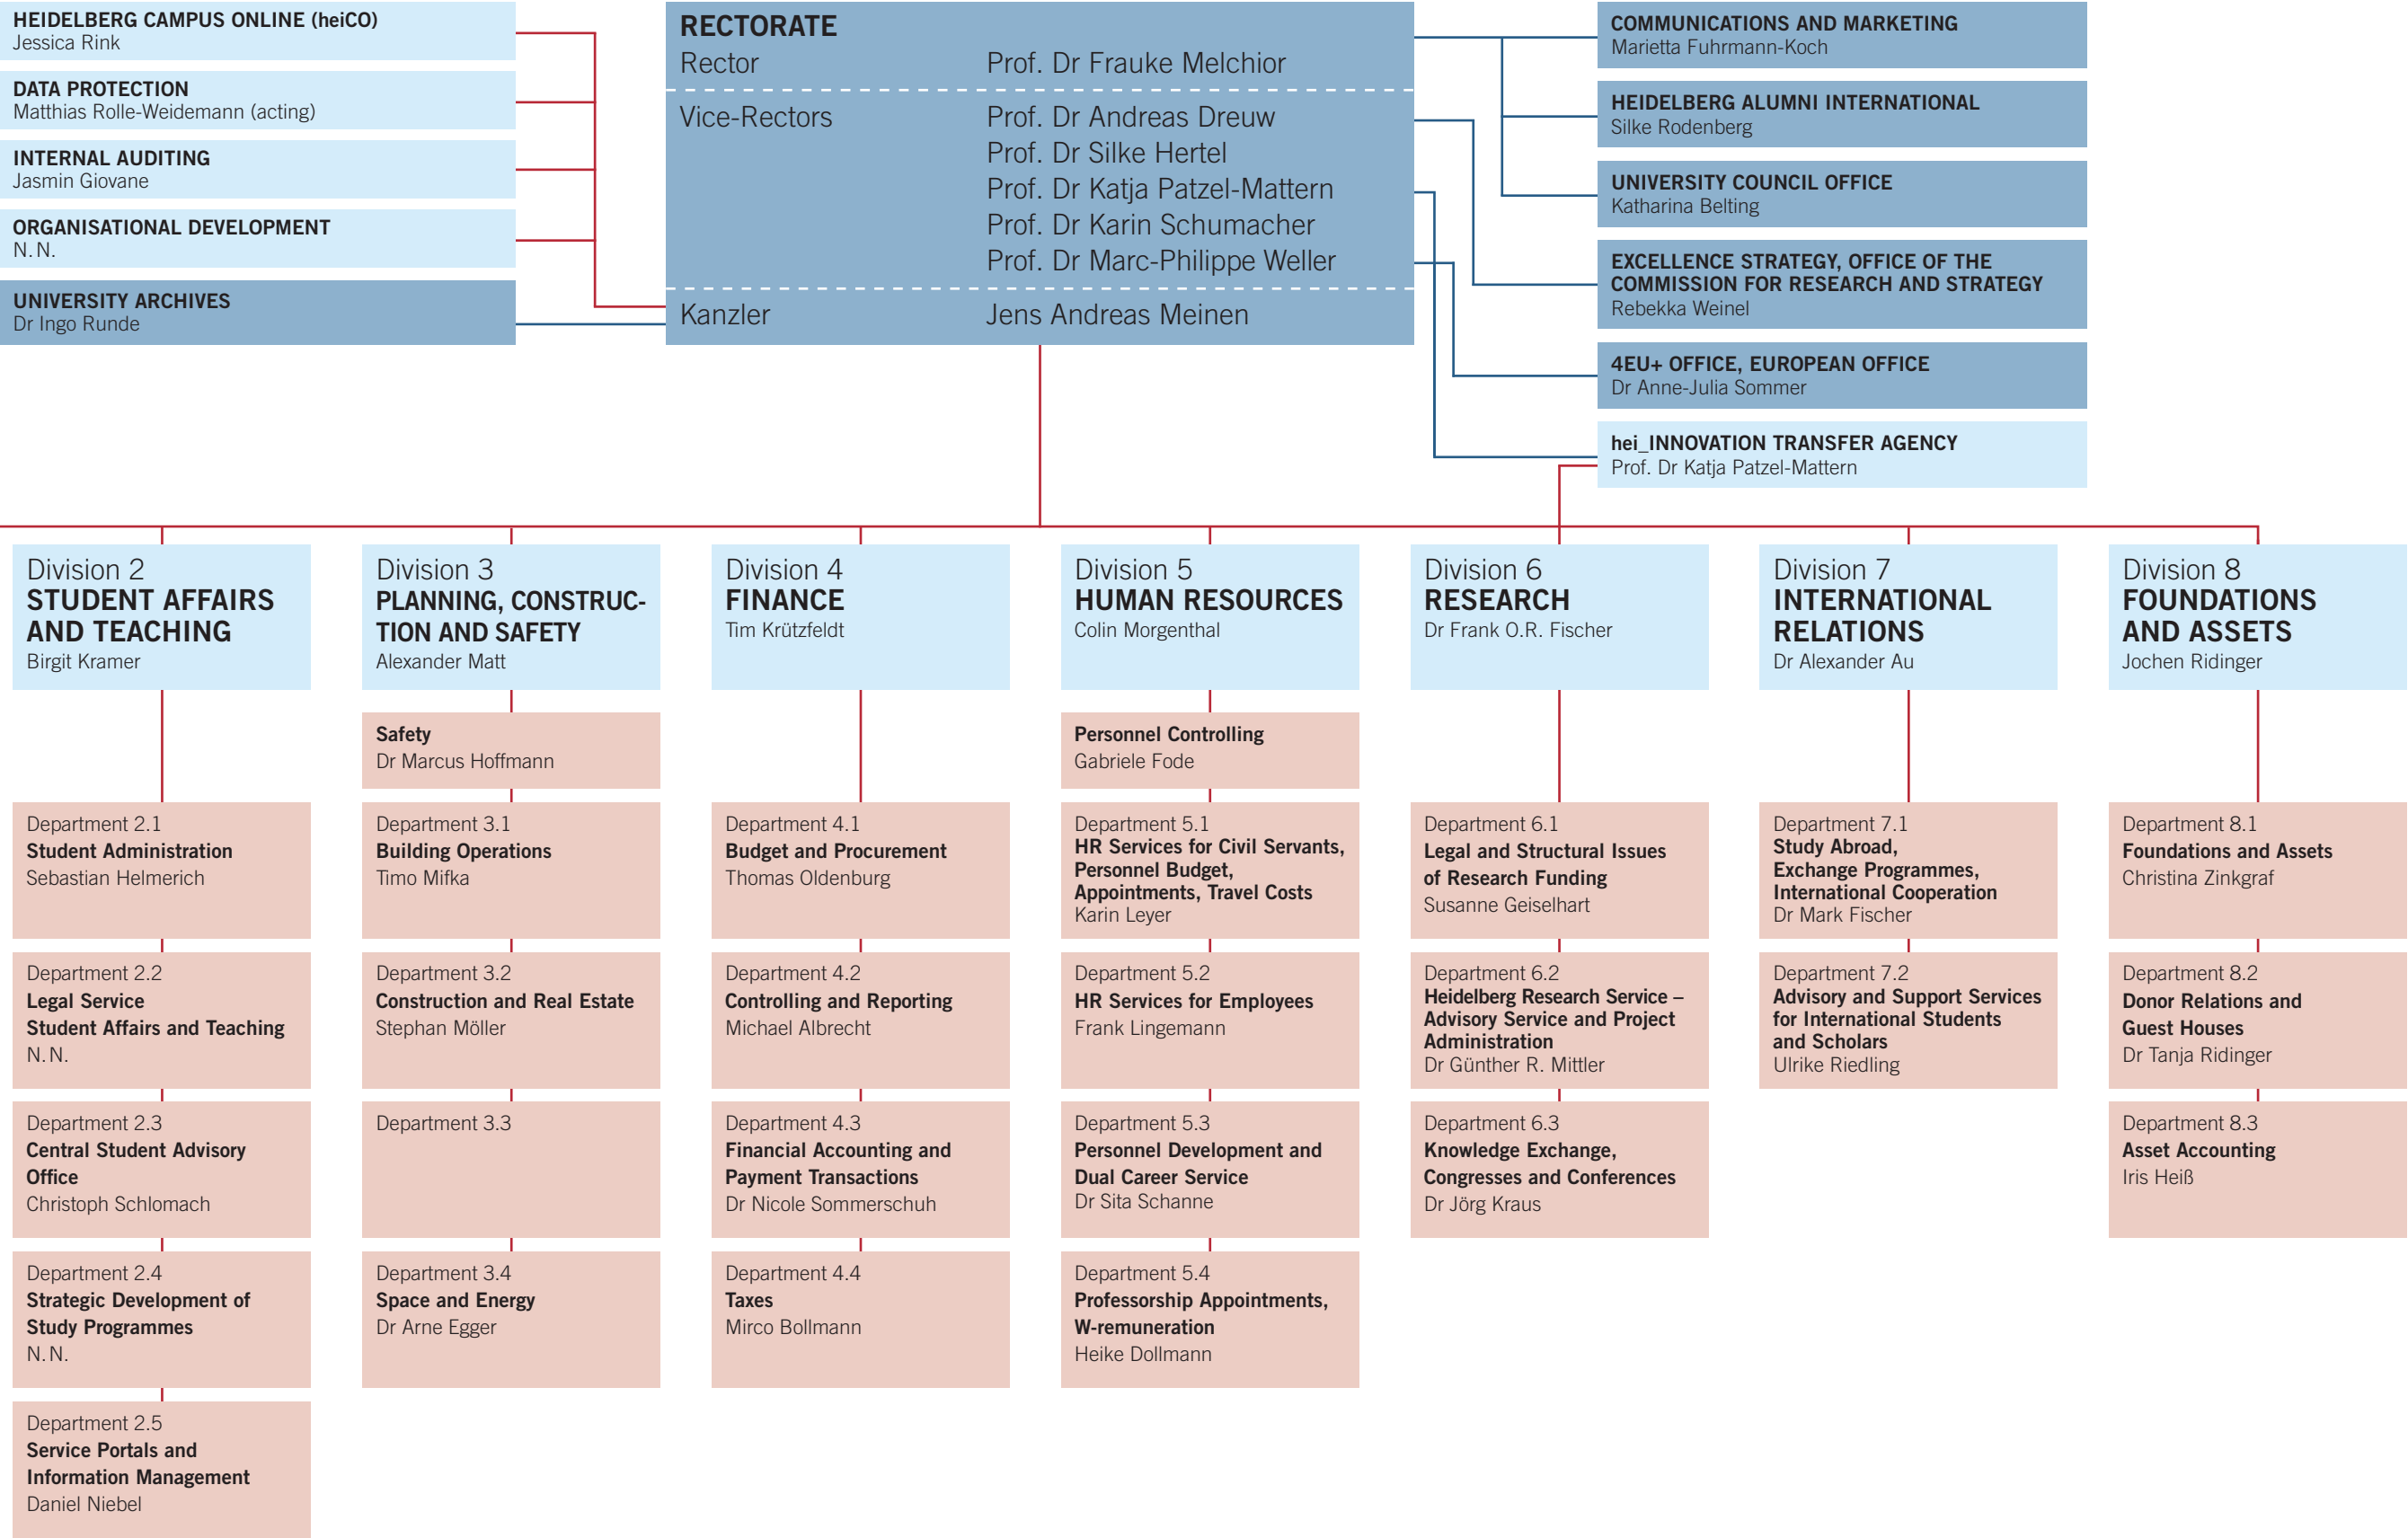 HEIDELBERG CAMPUS ONLINE (heiCO)
Jessica Rink
DATA PROTECTION
Matthias Rolle-Weidemann (acting)
INTERNAL AUDITING
Jasmin Giovane
ORGANISATIONAL DEVELOPMENT
N. N.
UNIVERSITY ARCHIVES
Dr Ingo Runde
RECTORATE
Rector Prof. Dr Frauke Melchior
Vice-Rectors Prof. Dr Andreas Dreuw
Prof. Dr Silke Hertel
Prof. Dr Katja Patzel-Mattern
Prof. Dr Karin Schumacher
Prof. Dr Marc-Philippe Weller
Kanzler Jens Andreas Meinen
COMMUNICATIONS AND MARKETING
Marietta Fuhrmann-Koch
HEIDELBERG ALUMNI INTERNATIONAL
Silke Rodenberg
UNIVERSITY COUNCIL OFFICE
Katharina Belting
EXCELLENCE STRATEGY, OFFICE OF THE
COMMISSION FOR RESEARCH AND STRATEGY
Rebekka Weinel
4EU+ OFFICE, EUROPEAN OFFICE
Dr Anne-Julia Sommer
hei_INNOVATION TRANSFER AGENCY
Prof. Dr Katja Patzel-Mattern
Division 2
STUDENT AFFAIRS
AND TEACHING
Birgit Kramer
Department 2.1
Student Administration
Sebastian Helmerich
Department 2.2
Legal Service
Student Affairs and Teaching
N. N.
Department 2.3
Central Student Advisory
Office
Christoph Schlomach
Department 2.4
Strategic Development of
Study Programmes
N. N.
Department 2.5
Service Portals and
Information Management
Daniel Niebel
Division 3
PLANNING, CONSTRUC-
TION AND SAFETY
Alexander Matt
Safety
Dr Marcus Hoffmann
Department 3.1
Building Operations
Timo Mifka
Department 3.2
Construction and Real Estate
Stephan Möller
Department 3.3
Department 3.4
Space and Energy
Dr Arne Egger
Division 4
FINANCE
Tim Krützfeldt
Department 4.1
Budget and Procurement
Thomas Oldenburg
Department 4.2
Controlling and Reporting
Michael Albrecht
Department 4.3
Financial Accounting and
Payment Transactions
Dr Nicole Sommerschuh
Department 4.4
Taxes
Mirco Bollmann
Division 5
HUMAN RESOURCES
Colin Morgenthal
Personnel Controlling
Gabriele Fode
Department 5.1
HR Services for Civil Servants,
Personnel Budget,
Appointments, Travel Costs
Karin Leyer
Department 5.2
HR Services for Employees
Frank Lingemann
Department 5.3
Personnel Development and
Dual Career Service
Dr Sita Schanne
Department 5.4
Professorship Appointments,
W-remuneration
Heike Dollmann
Division 6
RESEARCH
Dr Frank O.R. Fischer
Department 6.1
Legal and Structural Issues
of Research Funding
Susanne Geiselhart
Department 6.2
Heidelberg Research Service –
Advisory Service and Project
Administration
Dr Günther R. Mittler
Department 6.3
Knowledge Exchange,
Congresses and Conferences
Dr Jörg Kraus
Division 7
INTERNATIONAL
RELATIONS
Dr Alexander Au
Department 7.1
Study Abroad,
Exchange Programmes,
International Cooperation
Dr Mark Fischer
Department 7.2
Advisory and Support Services
for International Students
and Scholars
Ulrike Riedling
Division 8
FOUNDATIONS
AND ASSETS
Jochen Ridinger
Department 8.1
Foundations and Assets
Christina Zinkgraf
Department 8.2
Donor Relations and
Guest Houses
Dr Tanja Ridinger
Department 8.3
Asset Accounting
Iris Heiß